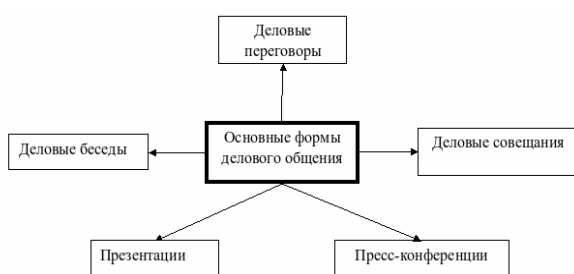 Деловые
переговоры
Основные формы
делового общения
Деловые беседы
Деловые совещания
Презентации
Пресс-конференции